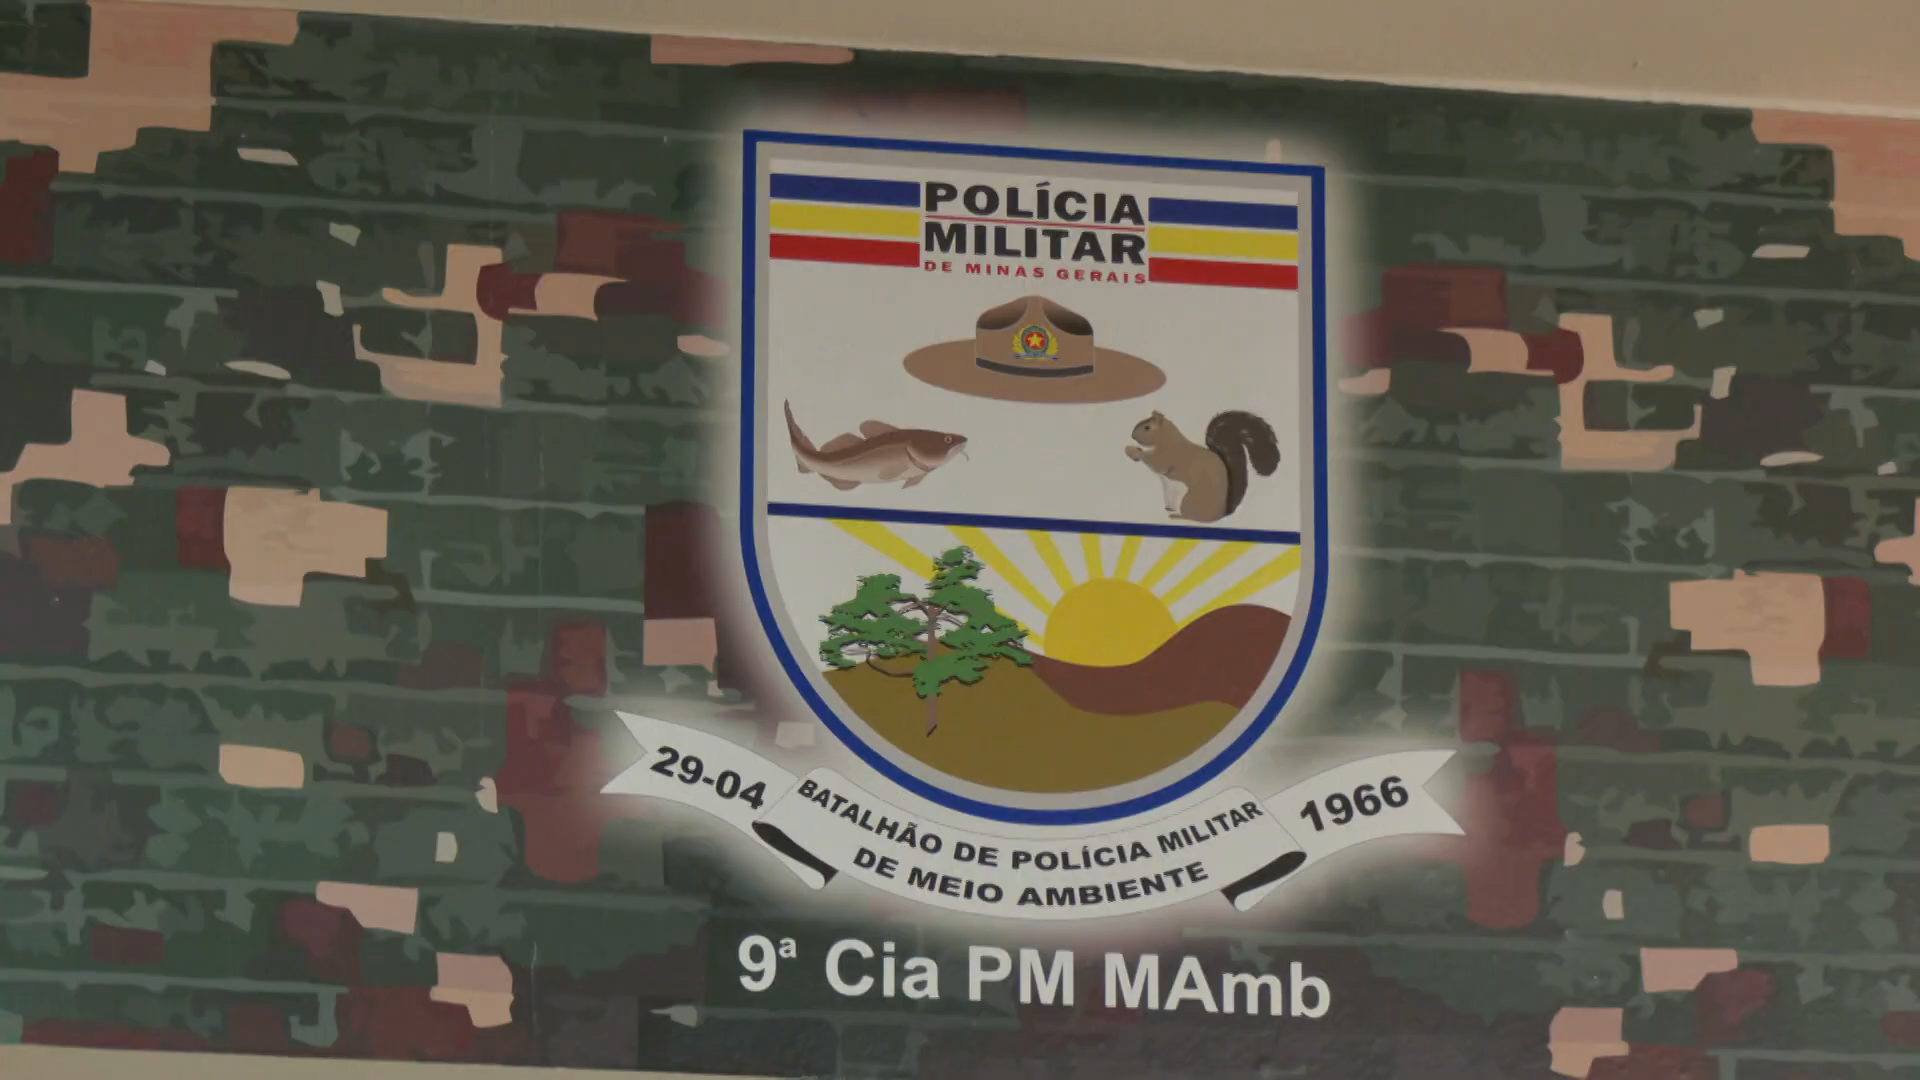 POLÍCIA
MILITAR
DE MINAS GERAIS
29-04
BATALHÃO DE POLÍCIA MILITAR
DE MEIO AMBIENTE
1966
9ª Cia PM MAmb